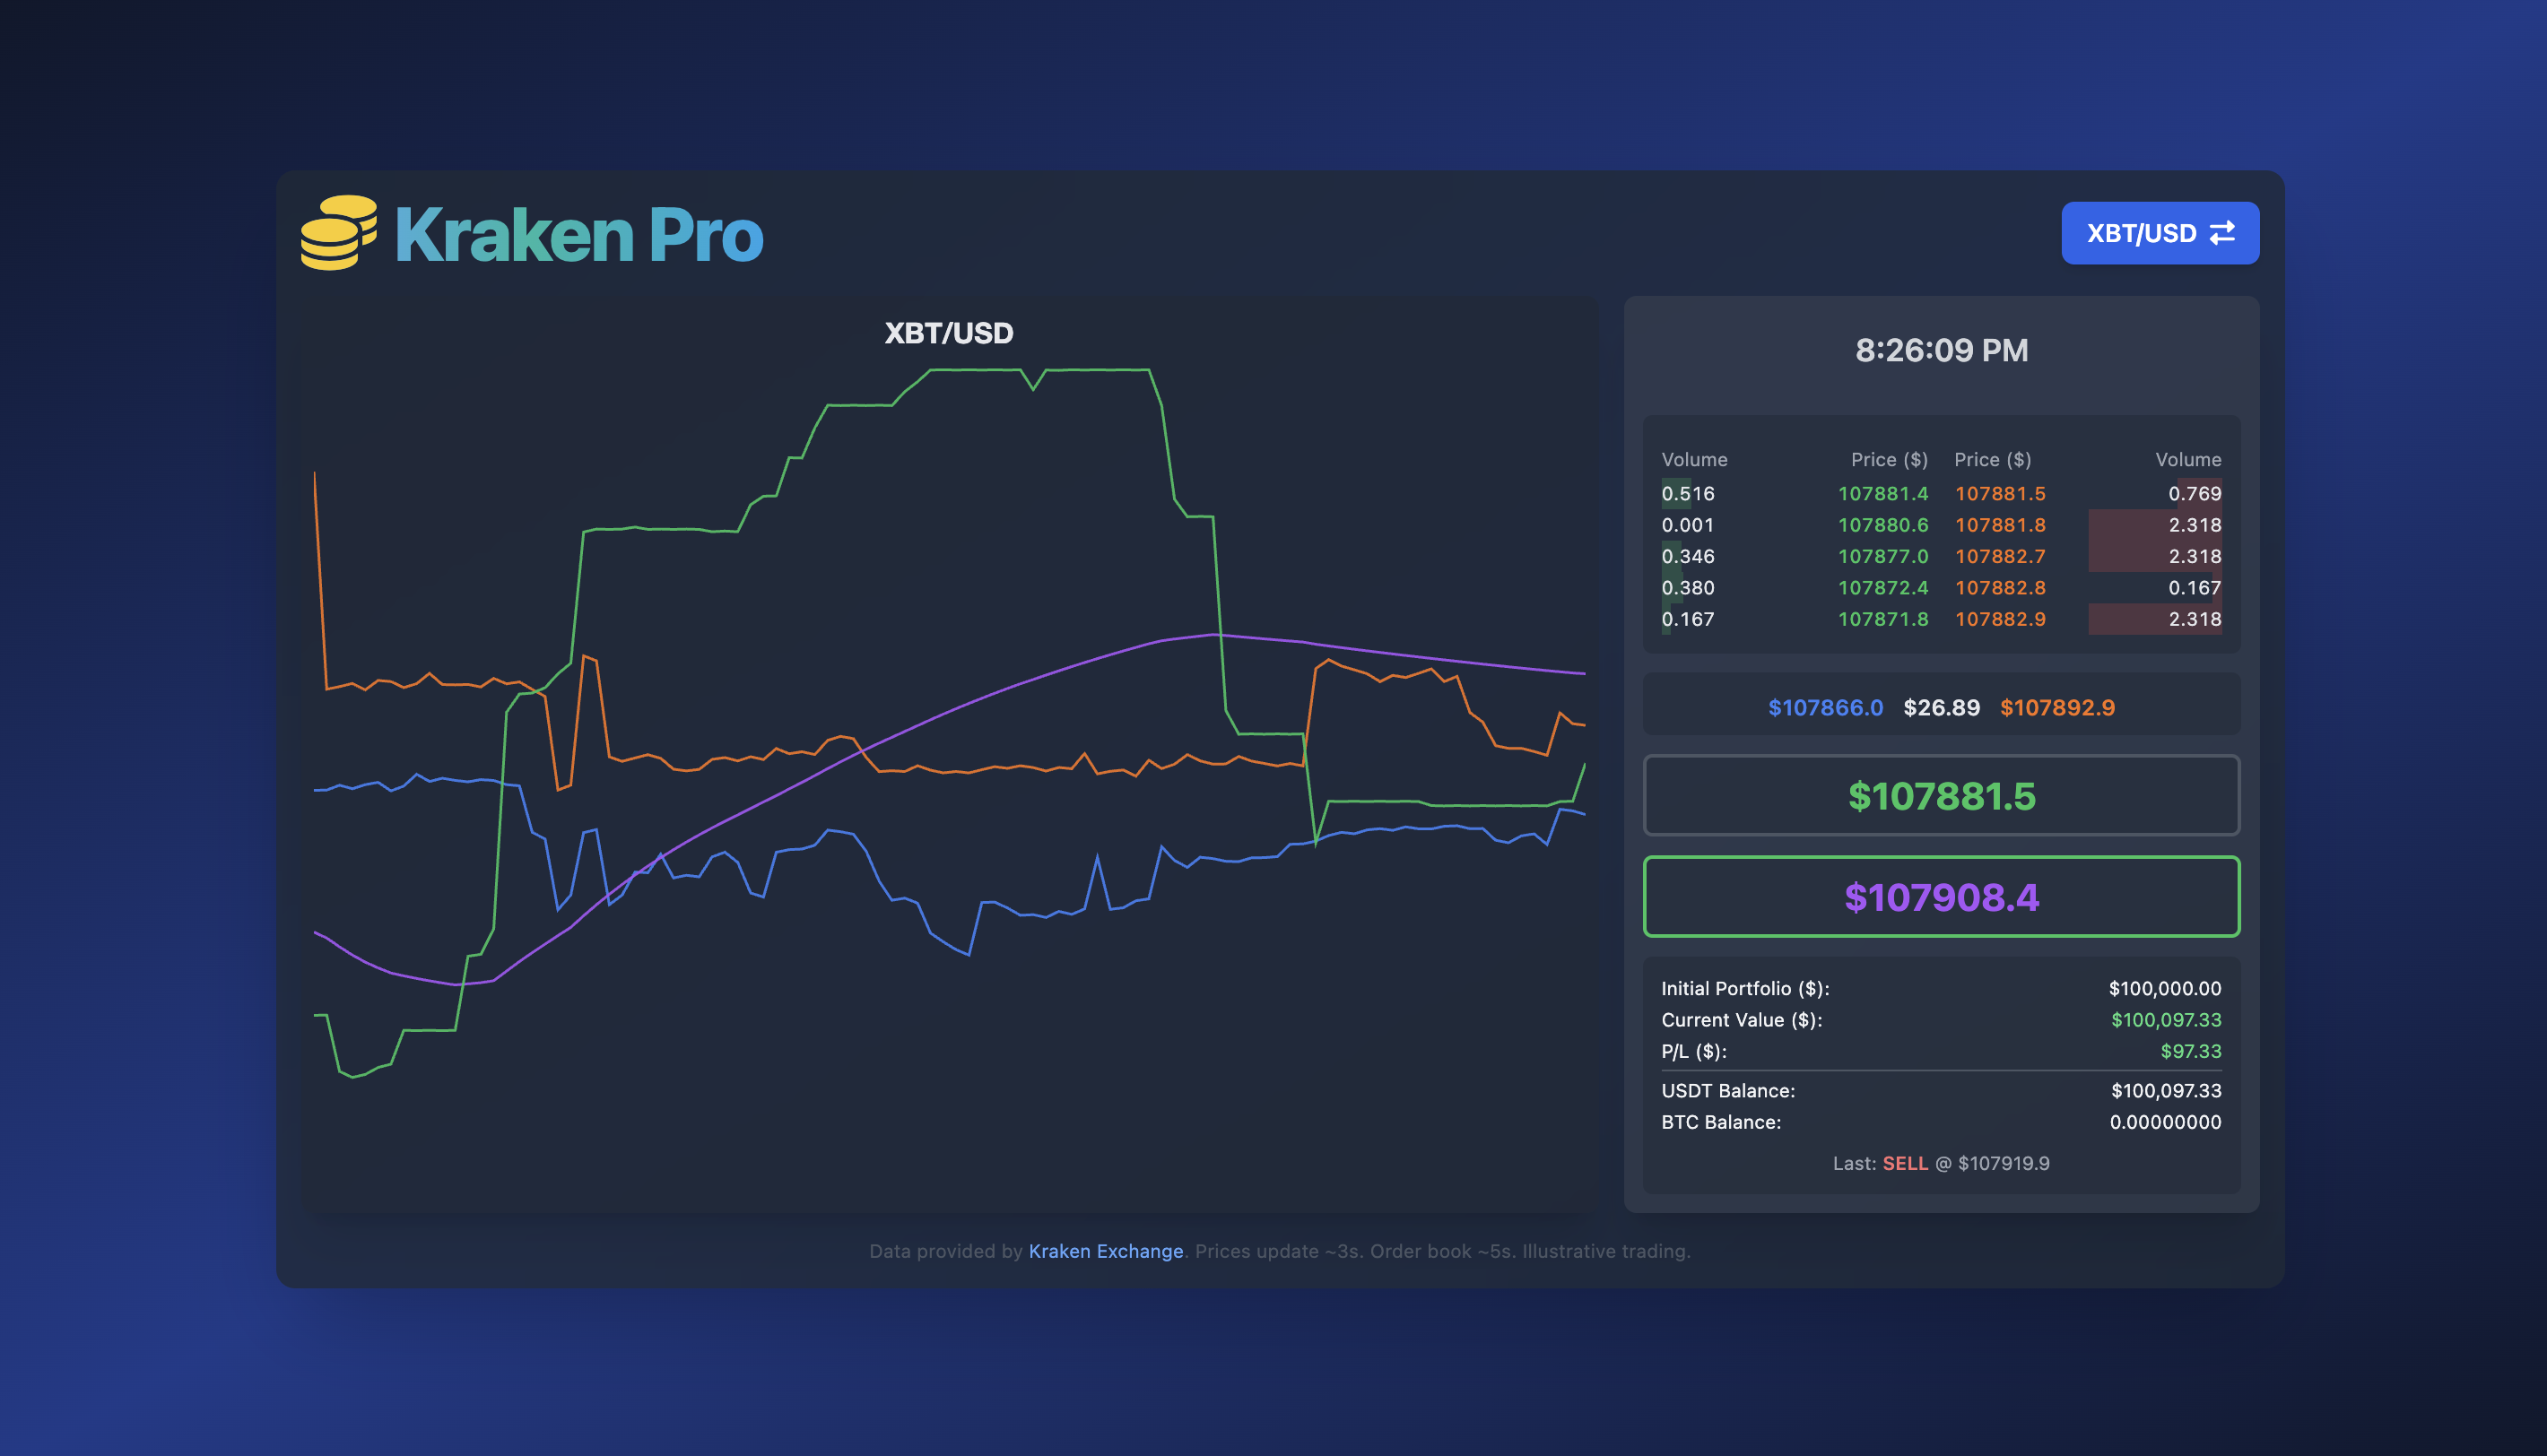 Kraken Pro
XBT/USD
XBT/USD
8:26:09 PM
Volume Price ($) Price ($) Volume
0.516 107881.4 107881.5 0.769
0.001 107880.6 107881.8 2.318
0.346 107877.0 107882.7 2.318
0.380 107872.4 107882.8 0.167
0.167 107871.8 107882.9 2.318
$107866.0 $26.89 $107892.9
$107881.5
$107908.4
Initial Portfolio ($): $100,000.00
Current Value ($): $100,097.33
P/L ($): $97.33
USDT Balance: $100,097.33
BTC Balance: 0.00000000
Last: SELL @ $107919.9
Data provided by Kraken Exchange. Prices update ~3s. Order book ~5s. Illustrative trading.